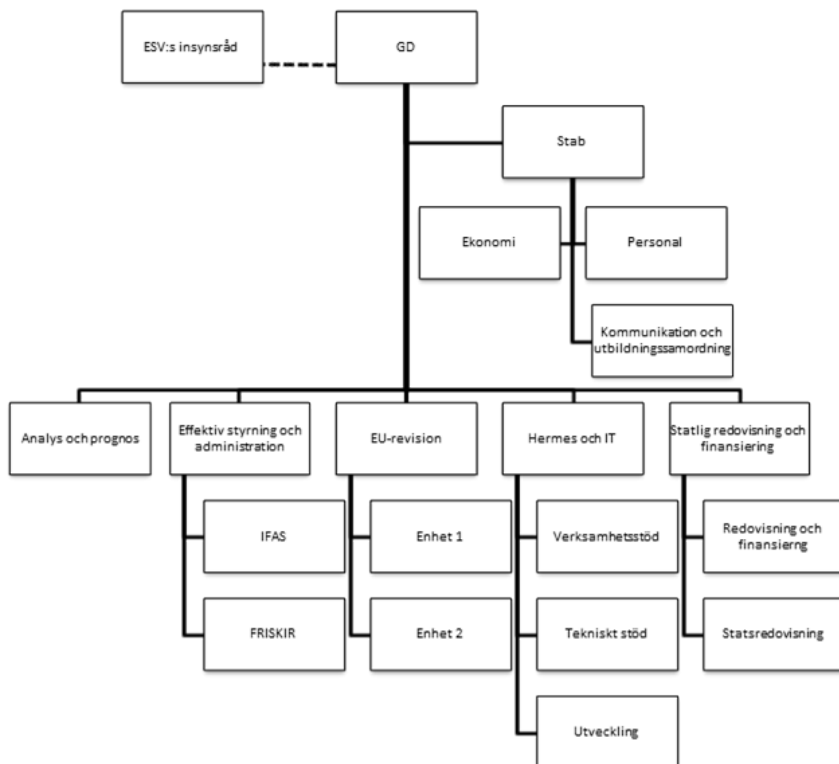 ESV:s insynsråd
GD
Stab
Ekonomi
Personal
Kommunikation och
utbildningssamordning
Analys och prognos
Effektiv styrning och
administration
EU-revision
Hermes och IT
Statlig redovisning och
finansiering
IFAS
Enhet 1
Verksamhetsstöd
Redovisning och
finansierng
FRISKIR
Enhet 2
Tekniskt stöd
Statsredovisning
Utveckling